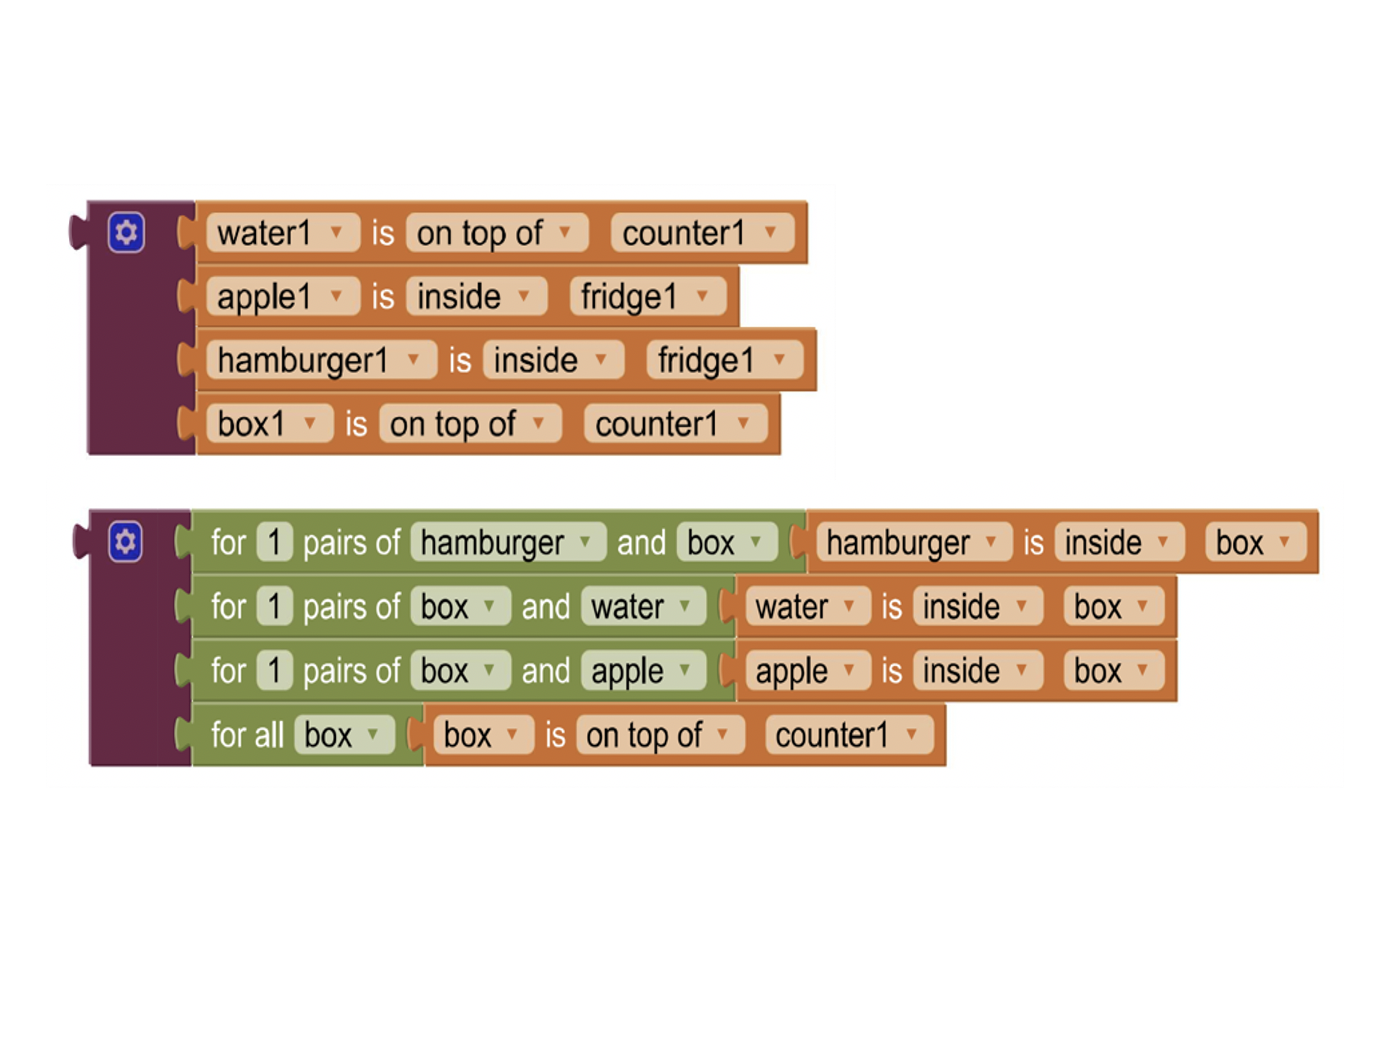 water1 is on top of counter1
apple1 is inside fridge1
hamburger1 is inside fridge1
box1 is on top of counter1
for 1 pairs of hamburger and box hamburger is inside box
for 1 pairs of box and water water is inside box
for 1 pairs of box and apple apple is inside box
for all box box is on top of counter1